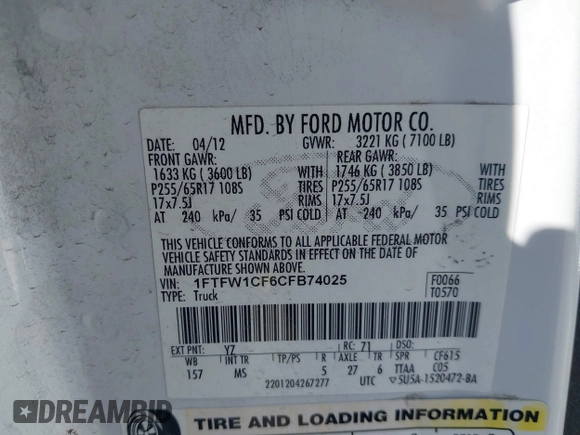 MFD. BY FORD MOTOR CO.
DATE: 04/12 GVWR: 3221 KG ( 7100 LB)
FRONT GAWR: REAR GAWR:
1633 KG ( 3600 LB) WITH 1746 KG ( 3850 LB) WITH
P255/65R17 108S TIRES P255/65R17 108S TIRES
17x7.5J RIMS 17x7.5J RIMS
AT 240 kPa/ 35 PSI COLD AT 240 kPa/ 35 PSI COLD
THIS VEHICLE CONFORMS TO ALL APPLICABLE FEDERAL MOTOR
VEHICLE SAFETY STANDARDS IN EFFECT ON THE DATE OF
MANUFACTURE SHOWN ABOVE.
VIN: 1FTFW1CF6CFB74025 F0066
TYPE: Truck T0570
EXT PNT: YZ RC: 71 DSO:
WB INT TR TP/PS R AXLE TR SPR CF615
157 MS 5 27 6 TTAA C05
2201204267277 UTC SU5A-1520472-BA
TIRE AND LOADING INFORMATION
DREAMBID